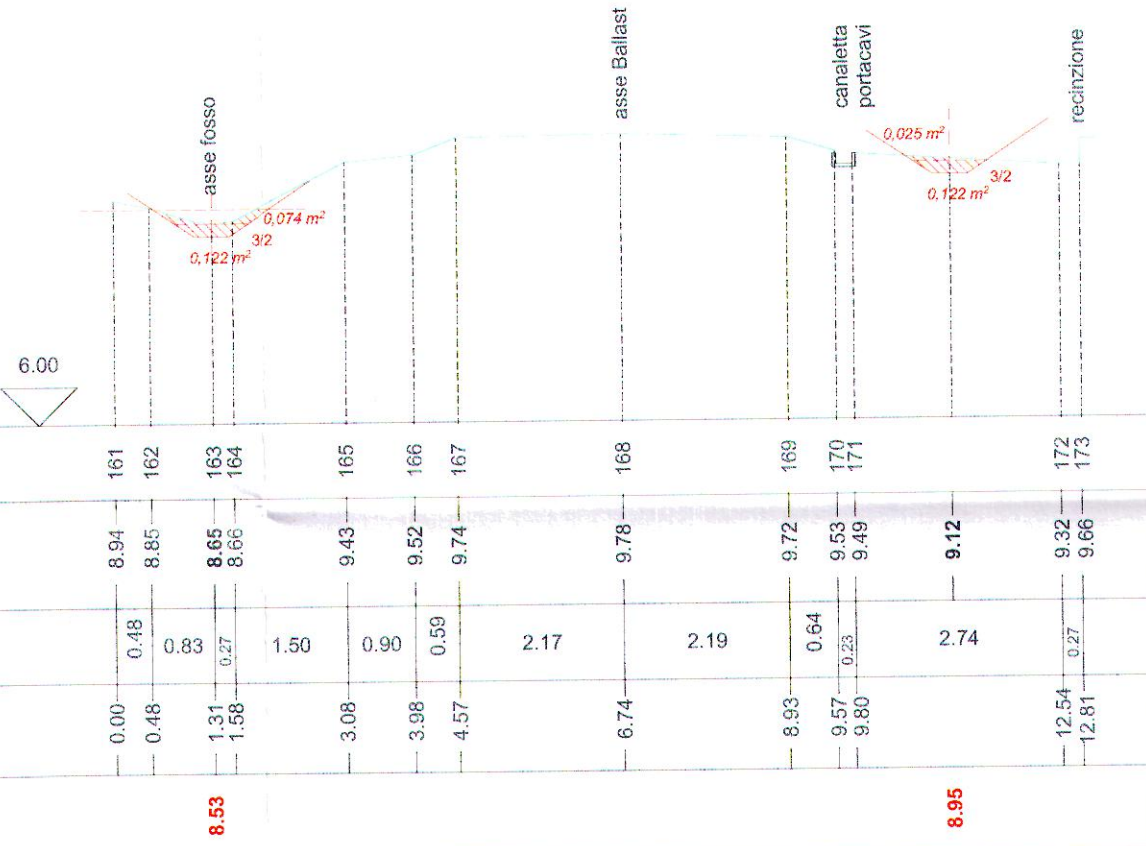 asse fosso
asse Ballast
canaletta
portacavi
recinzione
0,074 m²
3/2
0,122 m²
0,025 m²
3/2
0,122 m²
6.00
161 162 163 164 165 166 167 168 169 170 171 172 173
8.94 8.85 8.65 8.66 9.43 9.52 9.74 9.78 9.72 9.53 9.49 9.12 9.32 9.66
0.48 0.83 0.27 1.50 0.90 0.59 2.17 2.19 0.64 0.23 2.74 0.27
0.00 0.48 1.31 1.58 3.08 3.98 4.57 6.74 8.93 9.57 9.80 12.54 12.81
8.53 8.95